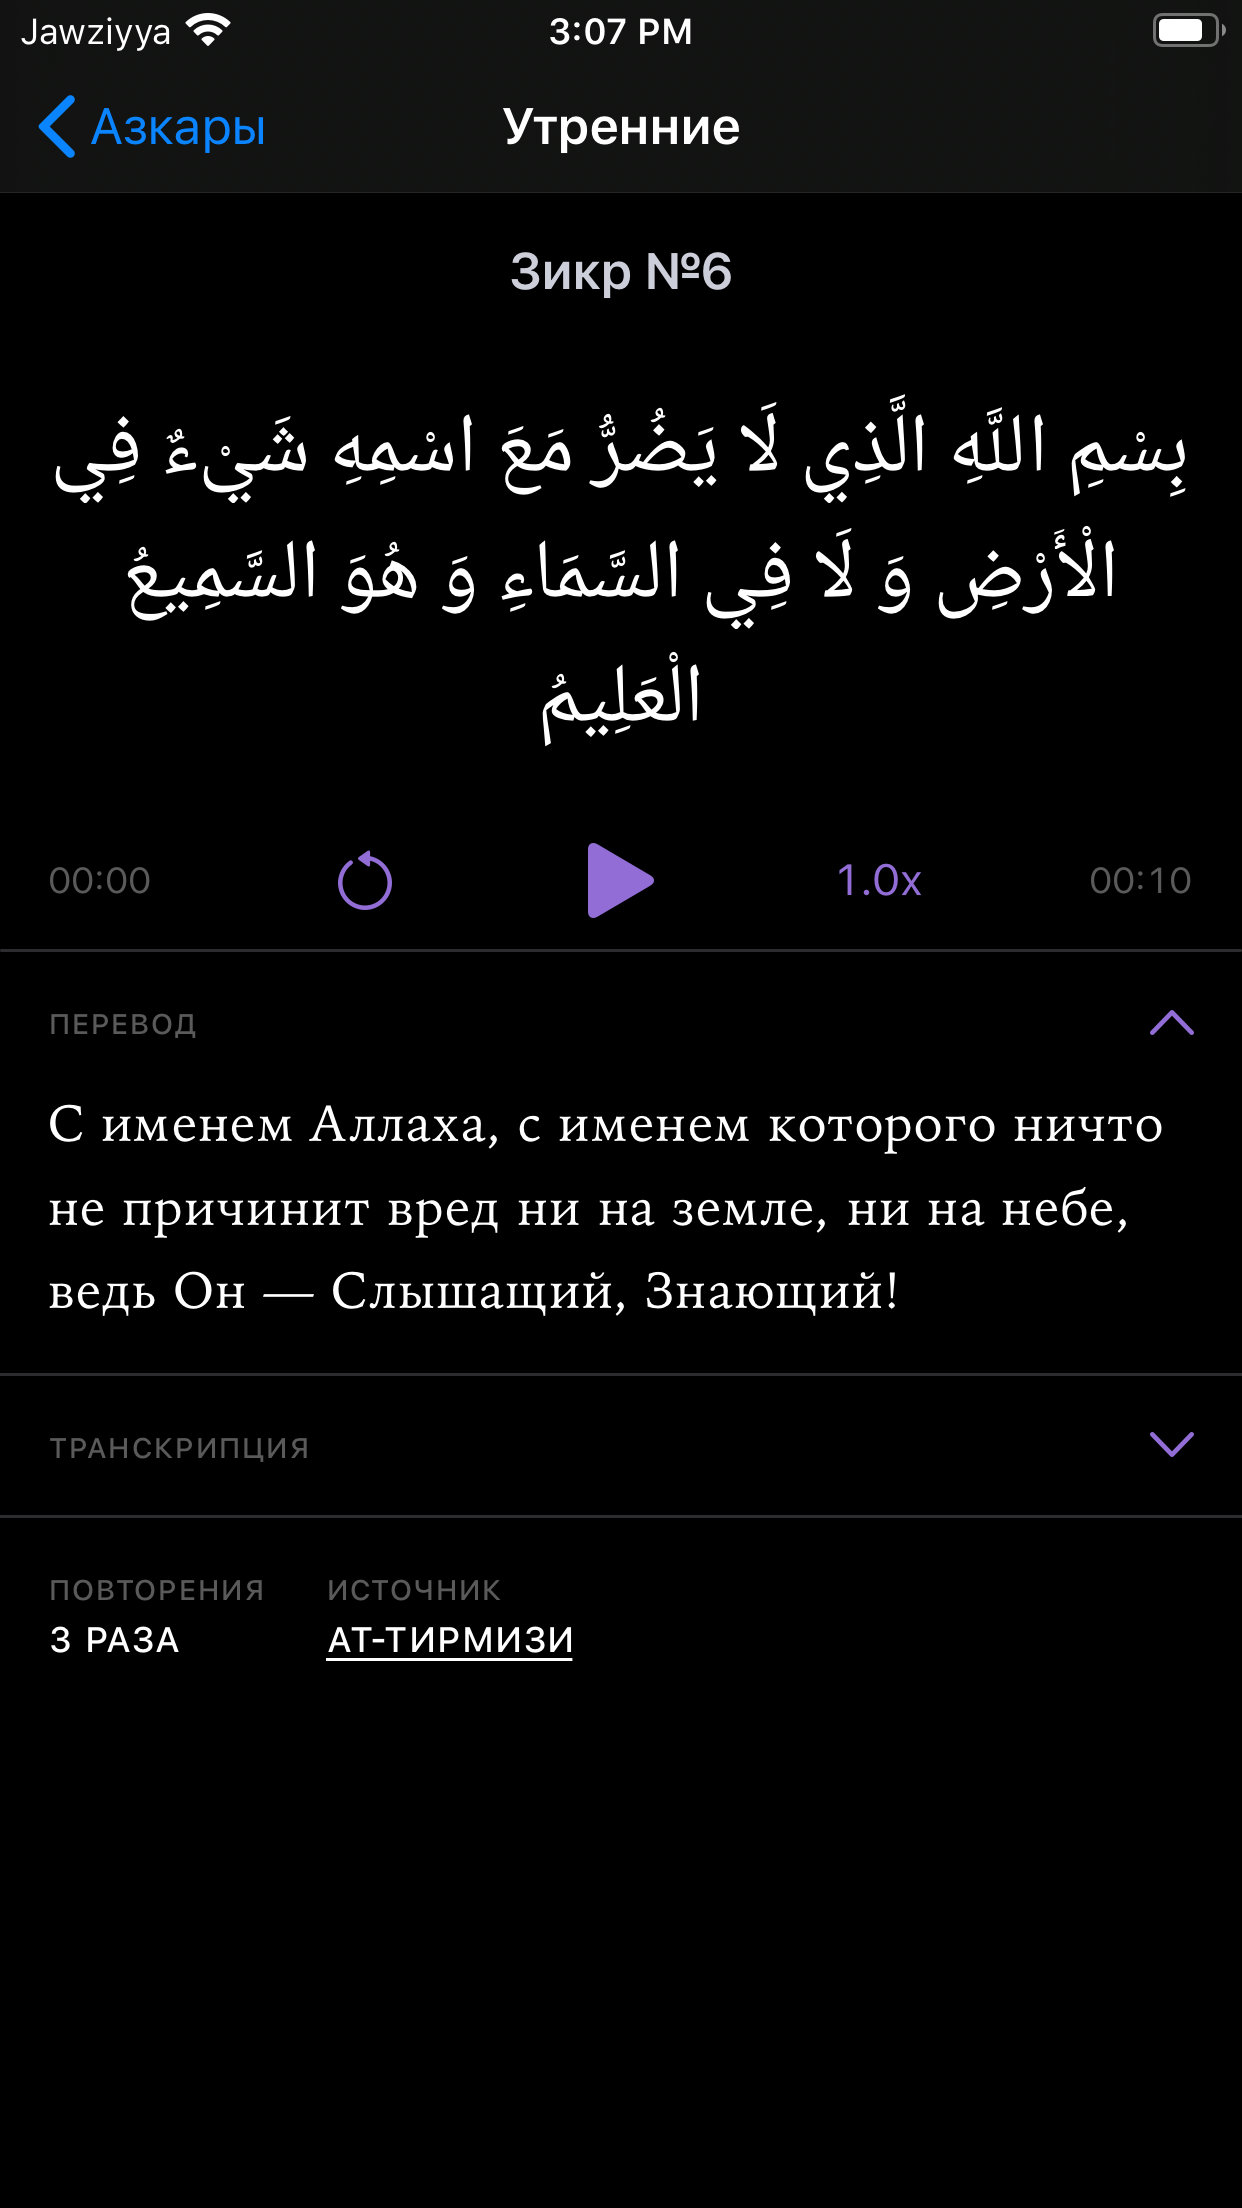 Jawziyya
3:07 PM
Азкары
Утренние
Зикр №6
بِسْمِ اللَّهِ الَّذِي لَا يَضُرُّ مَعَ اسْمِهِ شَيْءٌ فِي
الْأَرْضِ وَ لَا فِي السَّمَاءِ وَ هُوَ السَّمِيعُ
الْعَلِيمُ
00:00
1.0x
00:10
ПЕРЕВОД
С именем Аллаха, с именем которого ничто
не причинит вред ни на земле, ни на небе,
ведь Он — Слышащий, Знающий!
ТРАНСКРИПЦИЯ
ПОВТОРЕНИЯ
3 РАЗА
ИСТОЧНИК
АТ-ТИРМИЗИ